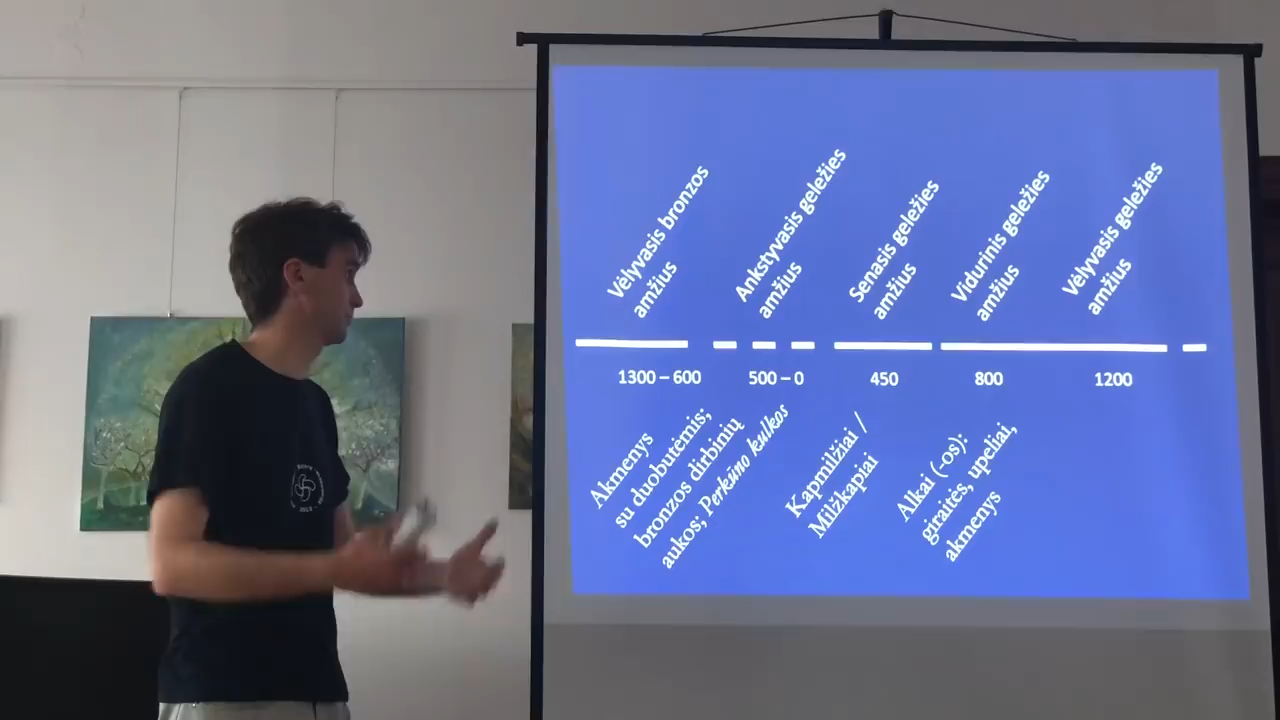 Vėlyvasis bronzos
amžius
Ankstyvasis geležies
amžius
Senasis geležies
amžius
Vidurinis geležies
amžius
Vėlyvasis geležies
amžius
1300 – 600
500 – 0
450
800
1200
Akmenys
su duobutėmis;
bronzos dirbinių
aukos; Perkūno kulkos
Kapmilžiai /
Milžkapiai
Alkai (-os):
giraitės, upeliai,
akmenys